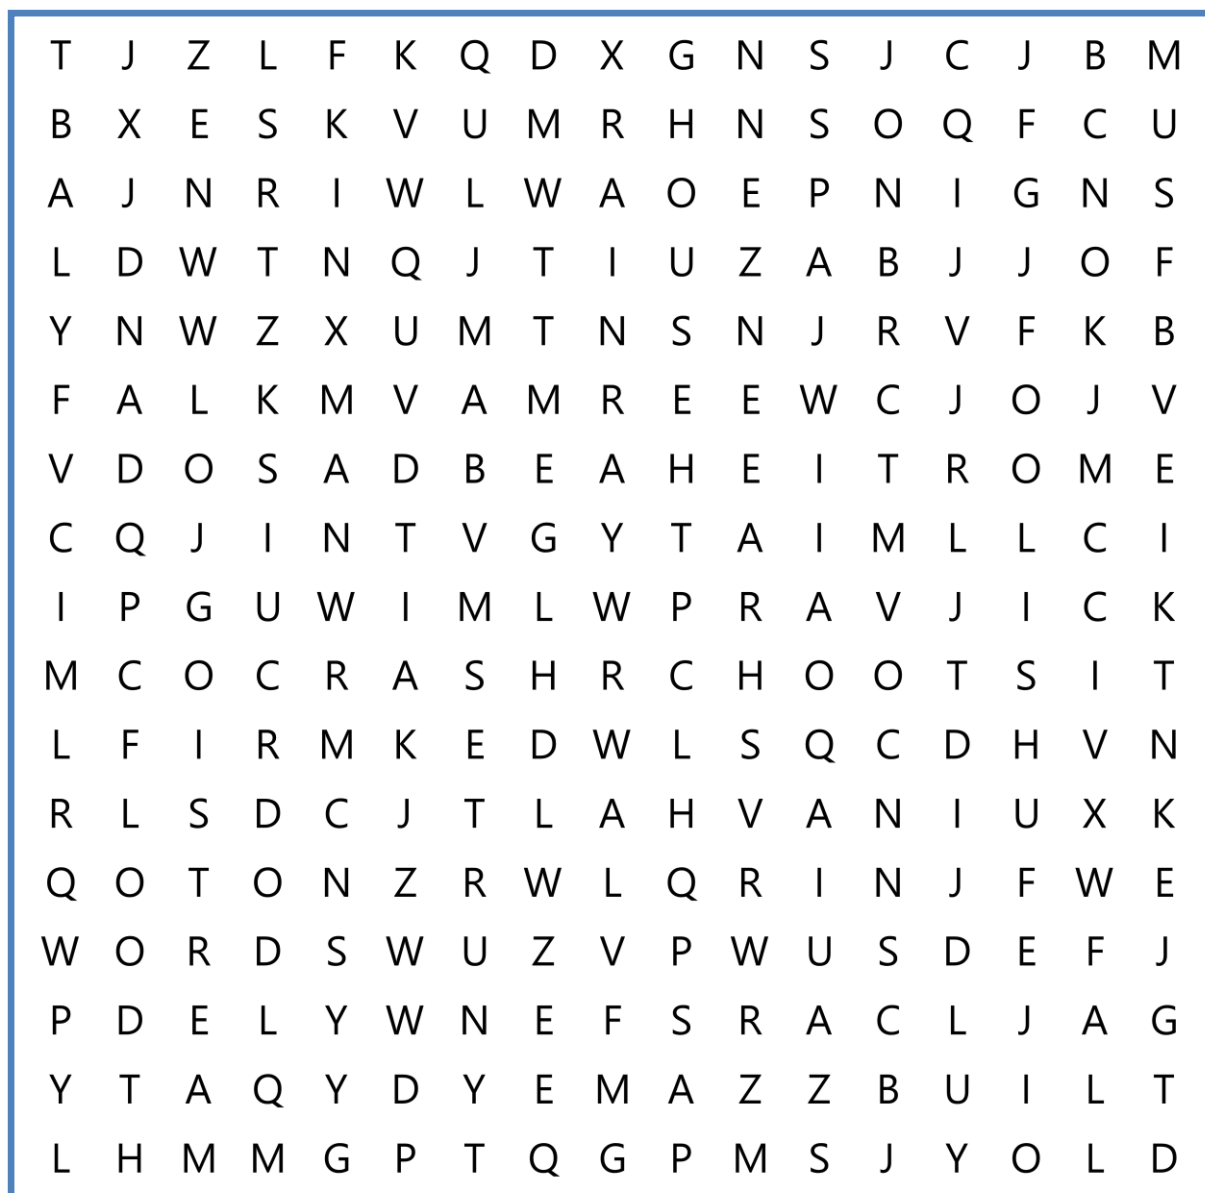 T J Z L F K Q D X G N S J C J B M
B X E S K V U M R H N S O Q F C U
A J N R I W L W A O E P N I G N S
L D W T N Q J T I U Z A B J J O F
Y N W Z X U M T N S N J R V F K B
F A L K M V A M R E E W C J O J V
V D O S A D B E A H E I T R O M E
C Q J I N T V G Y T A I M L L C I
I P G U W I M L W P R A V J I C K
M C O C R A S H R C H O O T S I T
L F I R M K E D W L S Q C D H V N
R L S D C J T L A H V A N I U X K
Q O T O N Z R W L Q R I N J F W E
W O R D S W U Z V P W U S D E F J
P D E L Y W N E F S R A C L J A G
Y T A Q Y D Y E M A Z Z B U I L T
L H M M G P T Q G P M S J Y O L D